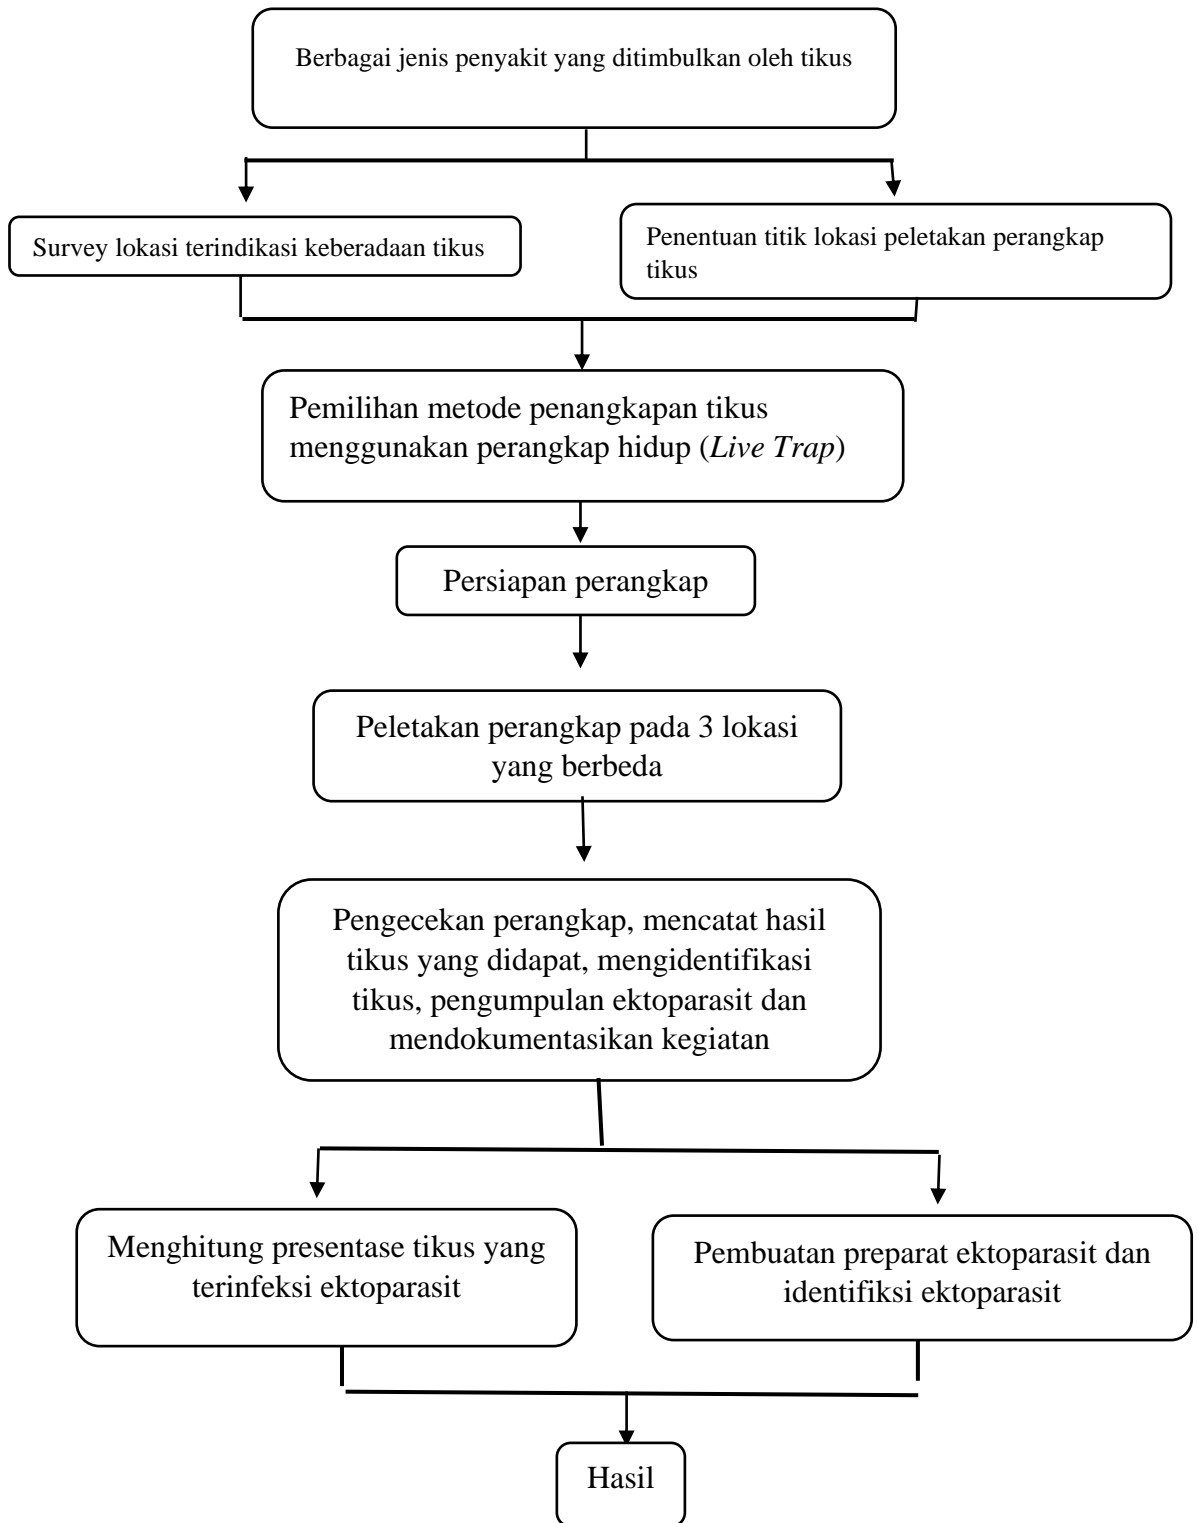 Berbagai jenis penyakit yang ditimbulkan oleh tikus
Survey lokasi terindikasi keberadaan tikus
Penentuan titik lokasi peletakan perangkap
tikus
Pemilihan metode penangkapan tikus
menggunakan perangkap hidup (Live Trap)
Persiapan perangkap
Peletakan perangkap pada 3 lokasi
yang berbeda
Pengecekan perangkap, mencatat hasil
tikus yang didapat, mengidentifikasi
tikus, pengumpulan ektoparasit dan
mendokumentasikan kegiatan
Menghitung presentase tikus yang
terinfeksi ektoparasit
Pembuatan preparat ektoparasit dan
identifiksi ektoparasit
Hasil